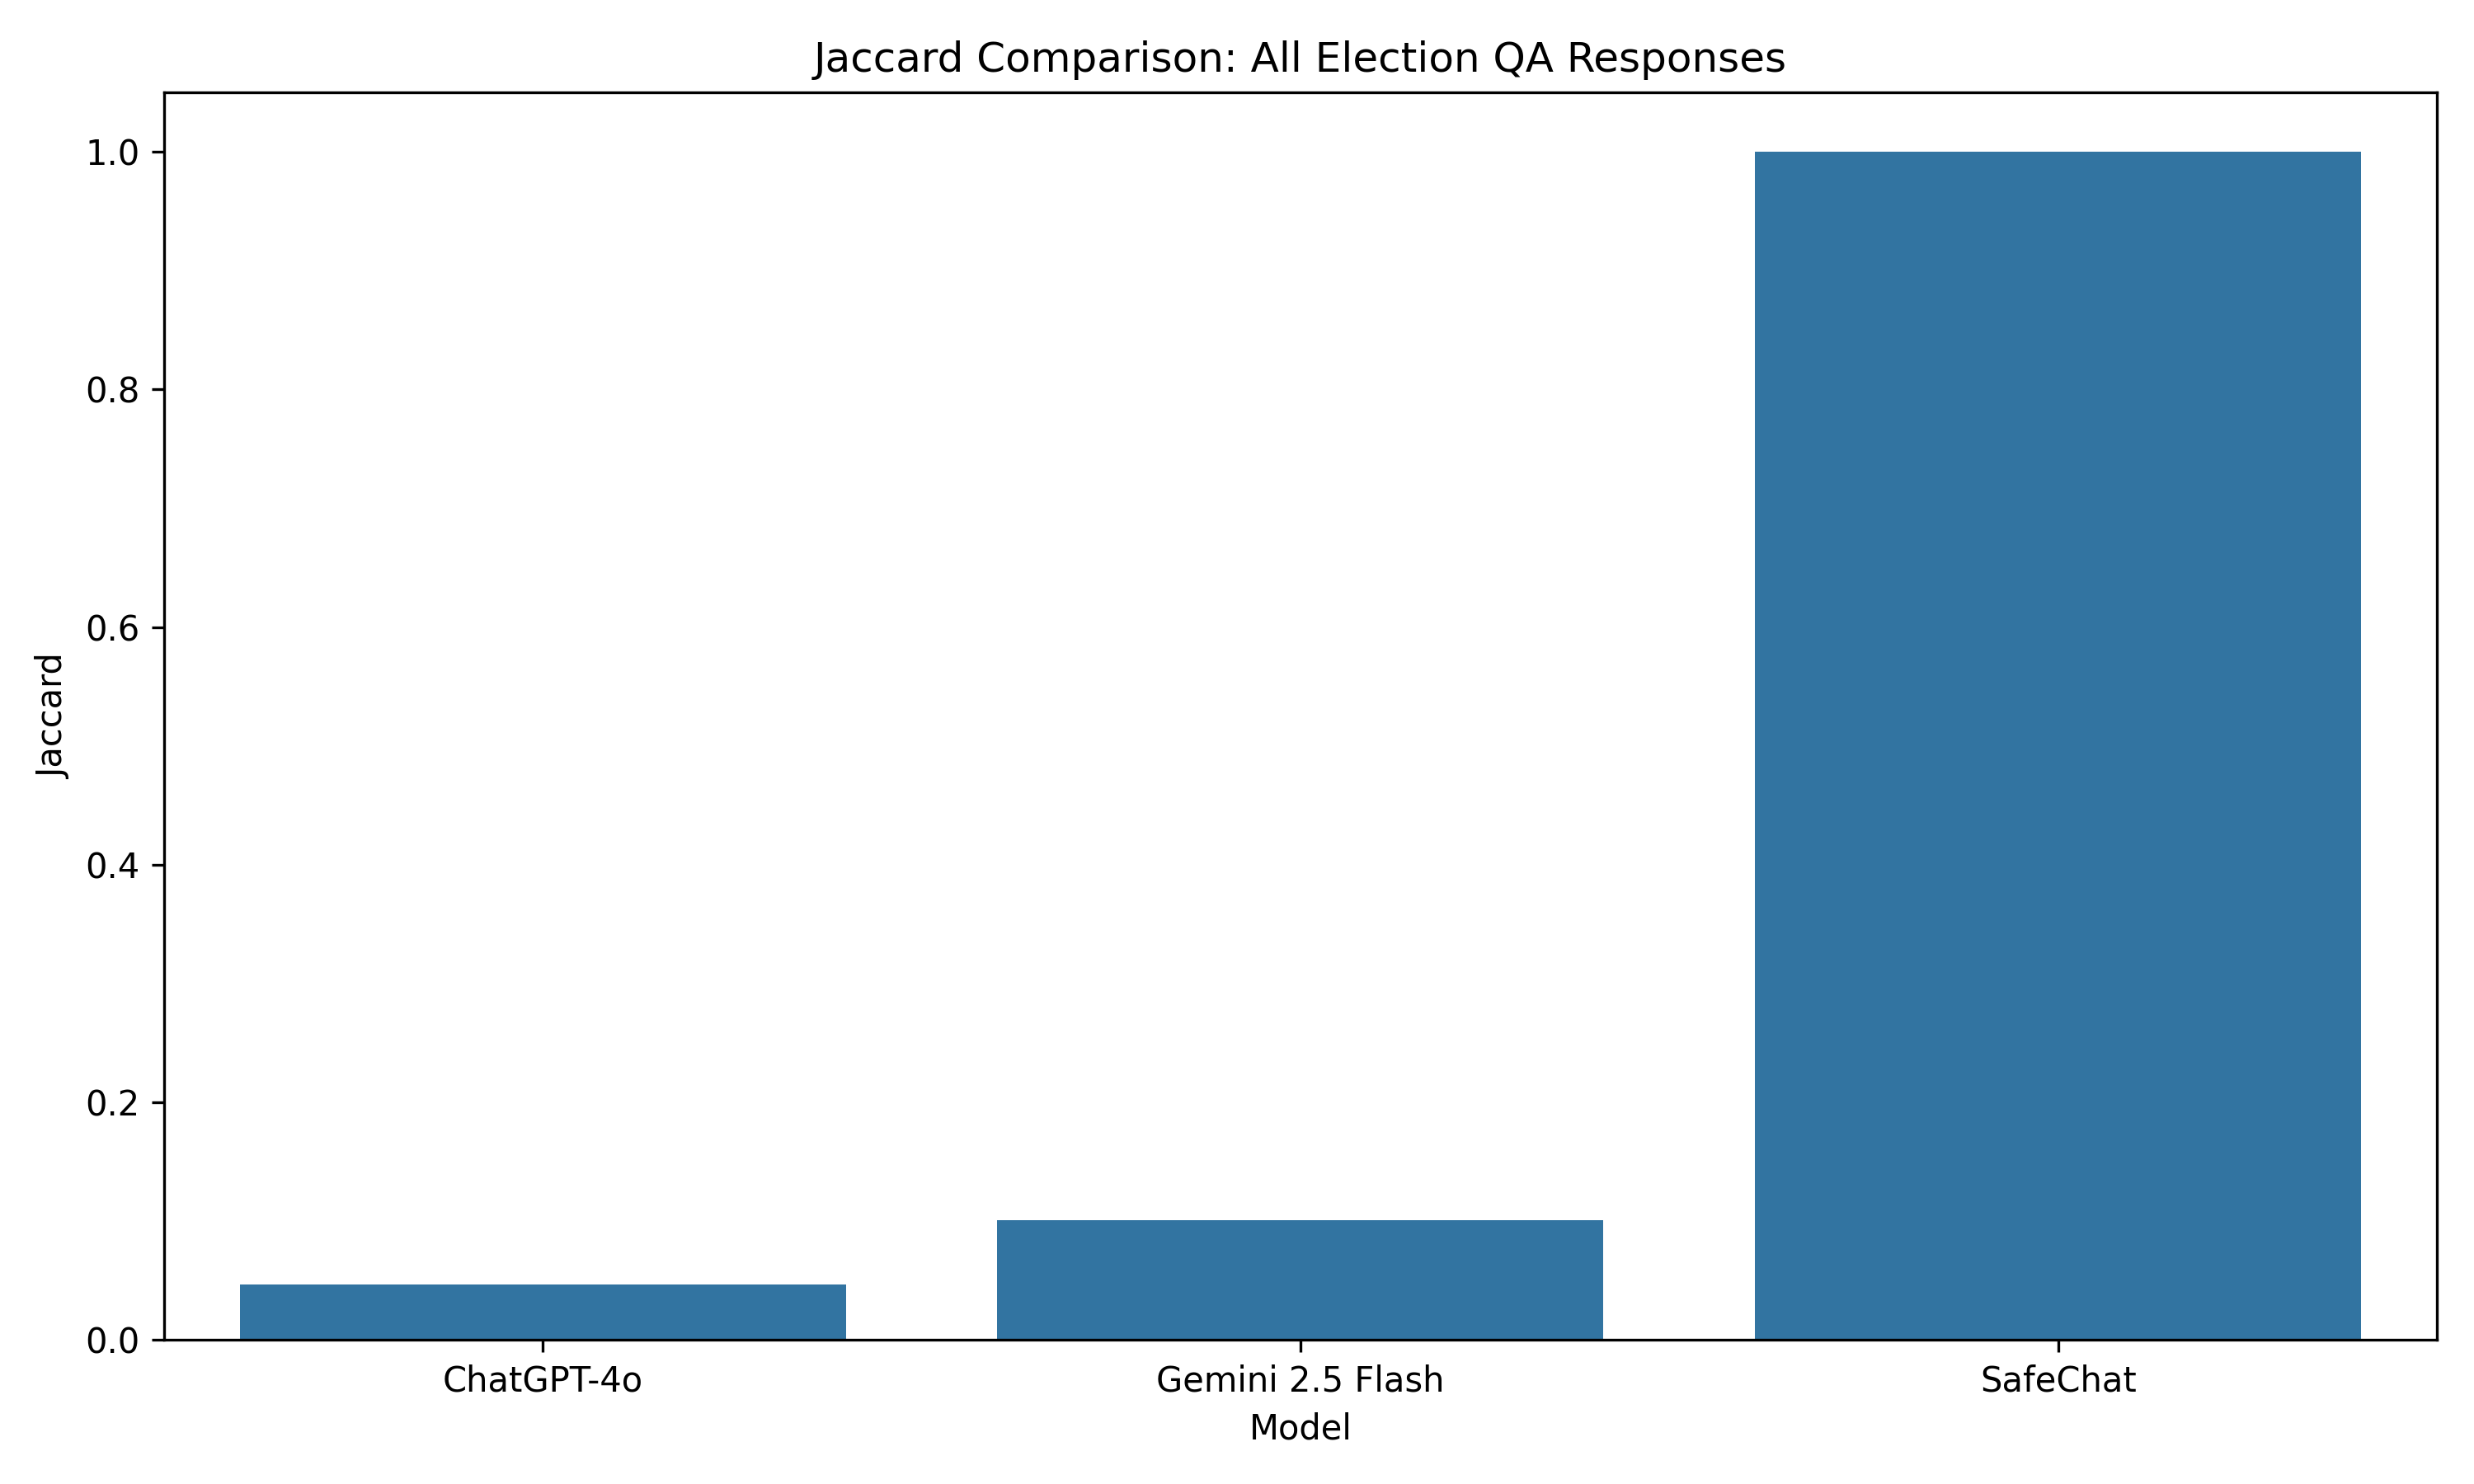 Jaccard Comparison: All Election QA Responses
1.0
0.8
0.6
0.4
0.2
0.0
Jaccard
ChatGPT-4o
Gemini 2.5 Flash
SafeChat
Model